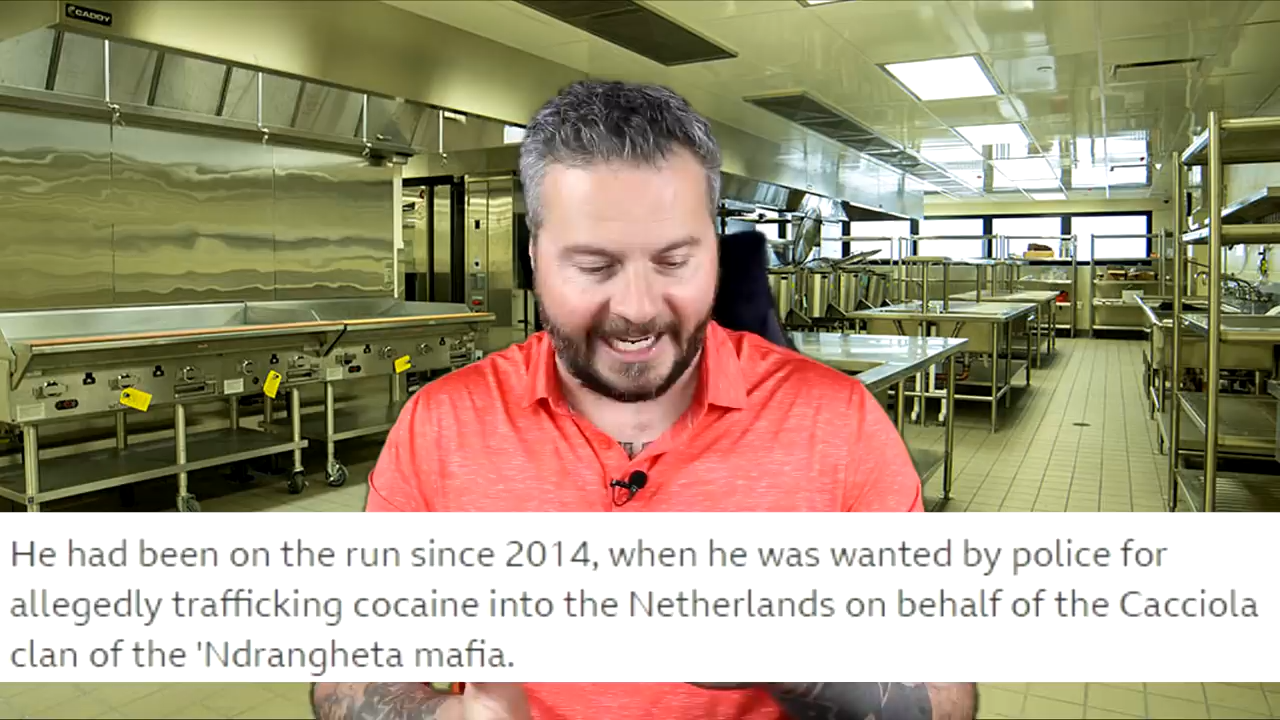 CADDY
He had been on the run since 2014, when he was wanted by police for
allegedly trafficking cocaine into the Netherlands on behalf of the Cacciola
clan of the 'Ndrangheta mafia.